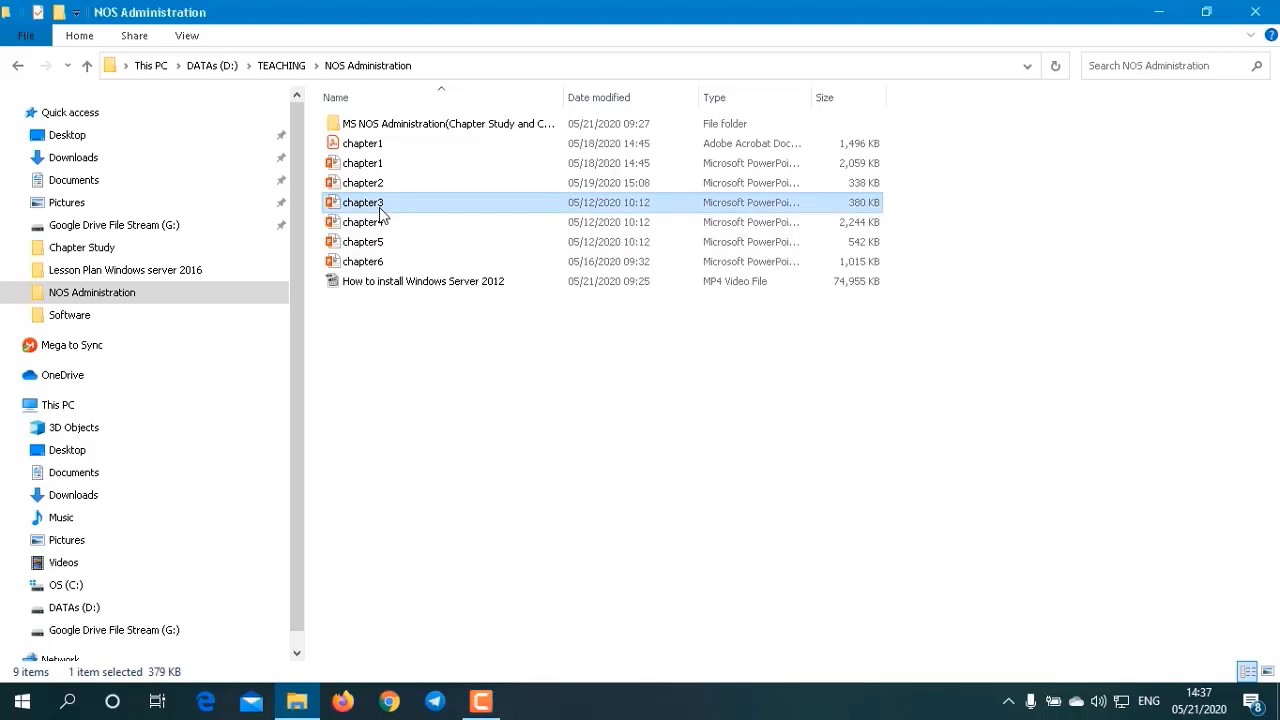 NOS Administration
File Home Share View
This PC DATAs (D:) TEACHING NOS Administration Search NOS Administration
Name Date modified Type Size
Quick access
Desktop
Downloads
Documents
Pictures
Google Drive File Stream (G:)
Chapter Study
Lesson Plan Windows server 2016
NOS Administration
Software
Mega to Sync
OneDrive
This PC
3D Objects
Desktop
Documents
Downloads
Music
Pictures
Videos
OS (C:)
DATAs (D:)
Google Drive File Stream (G:)
Network
MS NOS Administration(Chapter Study and C... 05/21/2020 09:27 File folder
chapter1 05/18/2020 14:45 Adobe Acrobat Doc... 1,496 KB
chapter1 05/18/2020 14:45 Microsoft PowerPoi... 2,059 KB
chapter2 05/19/2020 15:08 Microsoft PowerPoi... 338 KB
chapter3 05/12/2020 10:12 Microsoft PowerPoi... 380 KB
chapter4 05/12/2020 10:12 Microsoft PowerPoi... 2,244 KB
chapter5 05/12/2020 10:12 Microsoft PowerPoi... 542 KB
chapter6 05/16/2020 09:32 Microsoft PowerPoi... 1,015 KB
How to install Windows Server 2012 05/21/2020 09:25 MP4 Video File 74,955 KB
9 items 1 item selected 379 KB
ENG
14:37
05/21/2020
8